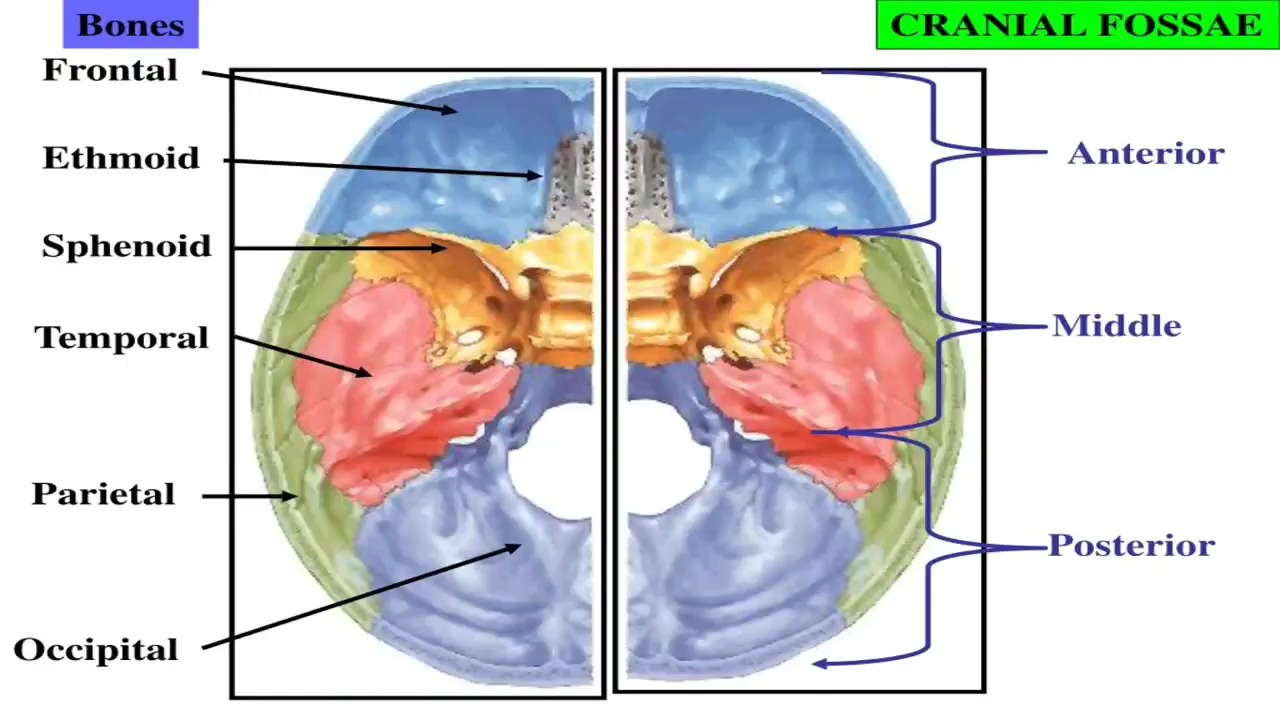 Bones
CRANIAL FOSSAE
Frontal
Ethmoid
Sphenoid
Temporal
Parietal
Occipital
Anterior
Middle
Posterior